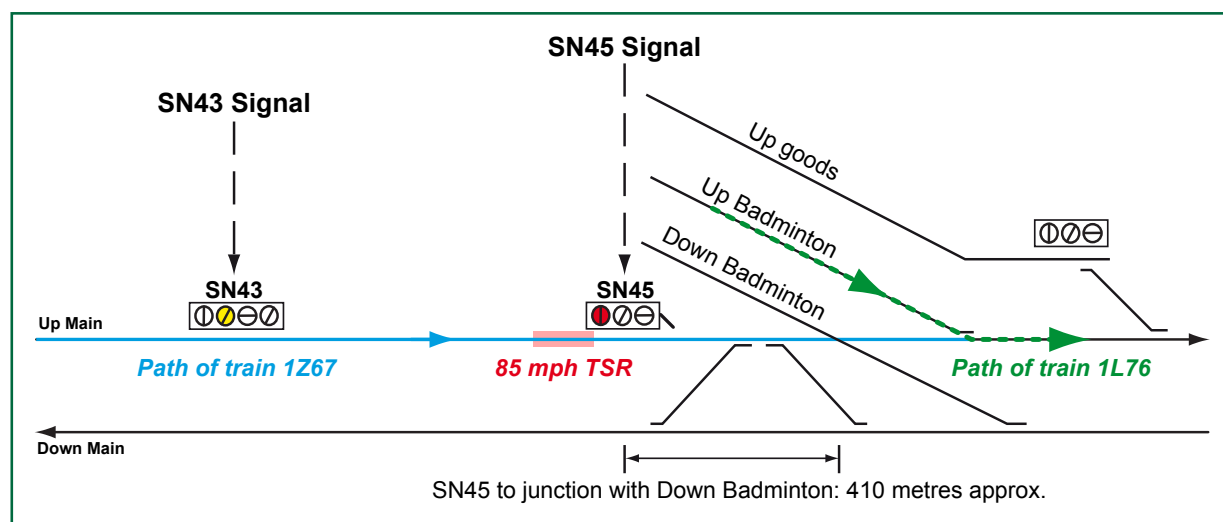 SN45 Signal
SN43 Signal
Up goods
Up Badminton
Down Badminton
SN43
SN45
Up Main
Path of train 1Z67
85 mph TSR
Path of train 1L76
Down Main
SN45 to junction with Down Badminton: 410 metres approx.